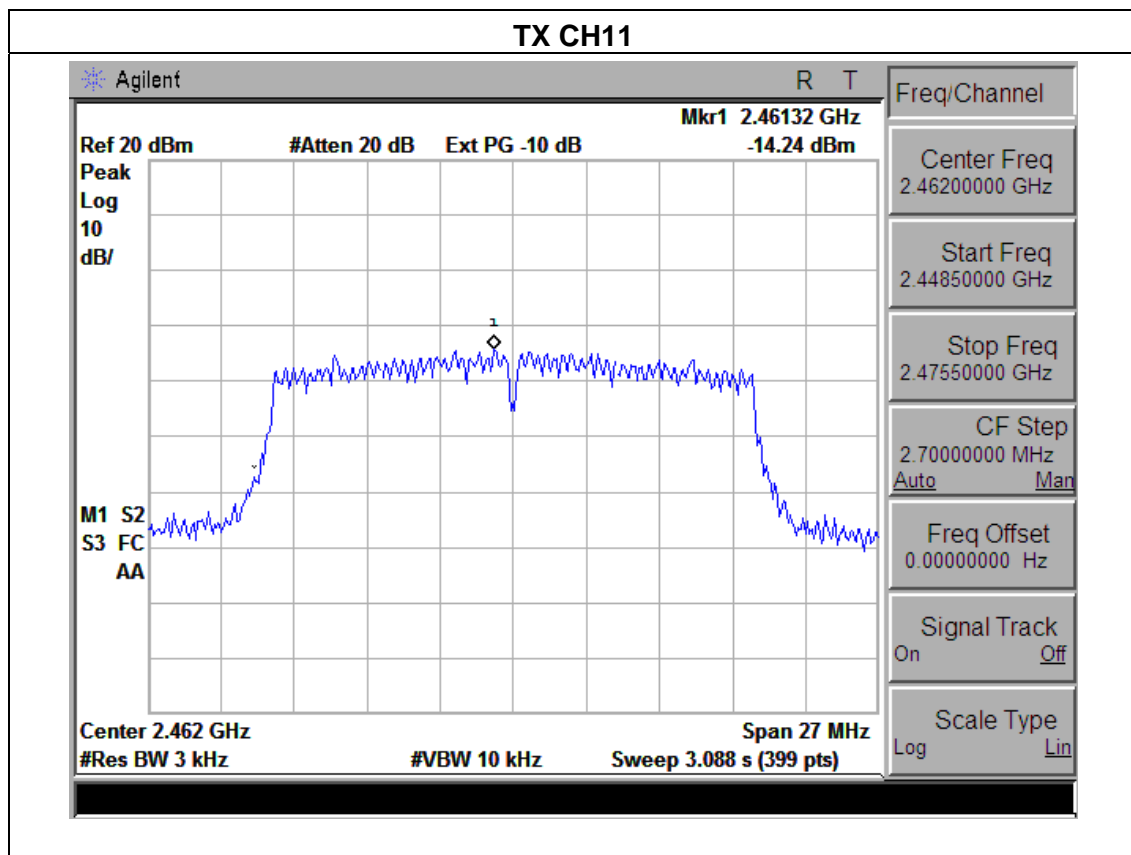 TX CH11
Agilent R T
Mkr1 2.46132 GHz
Ref 20 dBm #Atten 20 dB Ext PG -10 dB -14.24 dBm
Peak
Log
10
dB/
1
M1 S2
S3 FC
AA
Center 2.462 GHz Span 27 MHz
#Res BW 3 kHz #VBW 10 kHz Sweep 3.088 s (399 pts)
Freq/Channel
Center Freq
2.46200000 GHz
Start Freq
2.44850000 GHz
Stop Freq
2.47550000 GHz
CF Step
2.70000000 MHz
Auto Man
Freq Offset
0.00000000 Hz
Signal Track
On Off
Scale Type
Log Lin